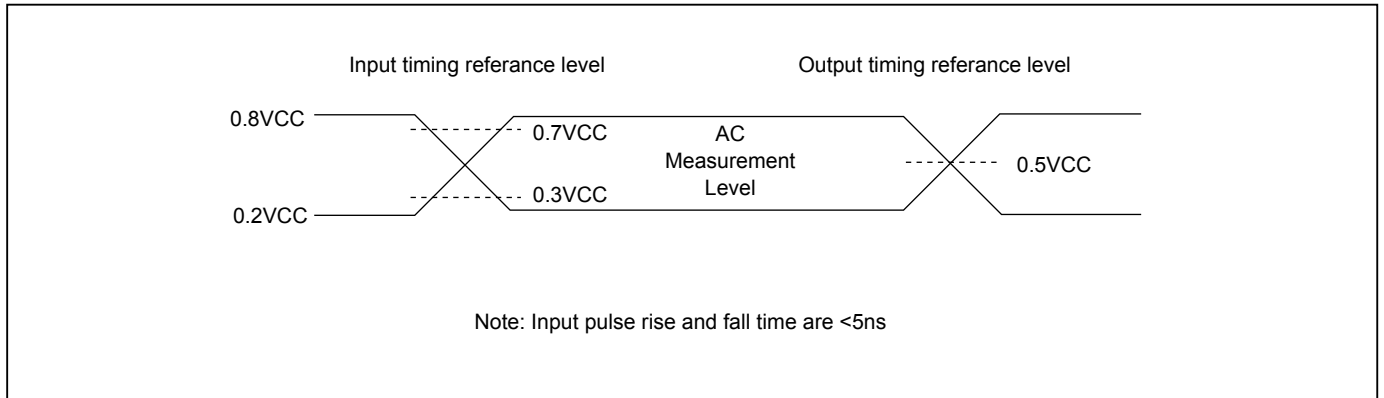 Input timing referance level
Output timing referance level
0.8VCC
0.7VCC
AC
Measurement
Level
0.5VCC
0.3VCC
0.2VCC
Note: Input pulse rise and fall time are <5ns